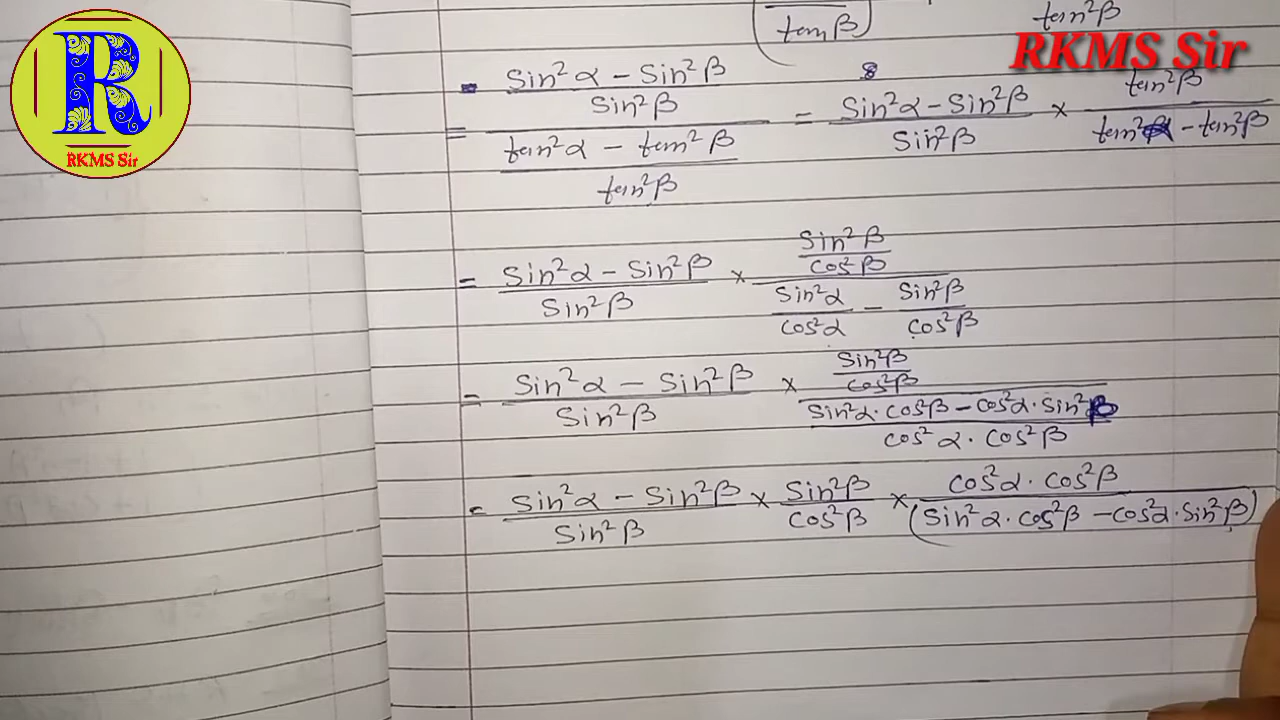 tan β tan²β
RKMS Sir
R
RKMS Sir
= (Sin²α − Sin²β / Sin²β) / (tan²α − tan²β / tan²β) = (Sin²α − Sin²β) / Sin²β × tan²β / (tan²α − tan²β)
= (Sin²α − Sin²β) / Sin²β × (Sin²β / cos²β) / (Sin²α / cos²α − Sin²β / cos²β)
= (Sin²α − Sin²β) / Sin²β × (Sin²β / cos²β) / ((Sin²α · cos²β − cos²α · Sin²β) / (cos²α · cos²β))
= (Sin²α − Sin²β) / Sin²β × Sin²β / cos²β × (cos²α · cos²β) / (Sin²α · cos²β − cos²α · Sin²β)